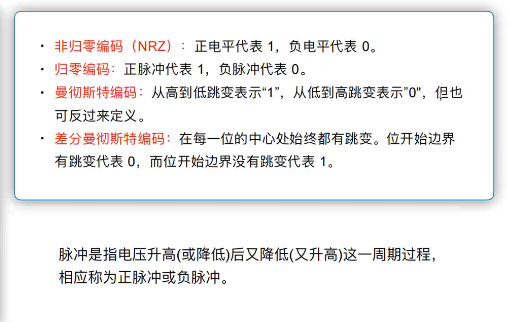 • 非归零编码（NRZ）：正电平代表 1，负电平代表 0。
• 归零编码：正脉冲代表 1，负脉冲代表 0。
• 曼彻斯特编码：从高到低跳变表示“1”，从低到高跳变表示”0"，但也
可反过来定义。
• 差分曼彻斯特编码：在每一位的中心处始终都有跳变。位开始边界
有跳变代表 0，而位开始边界没有跳变代表 1。
脉冲是指电压升高(或降低)后又降低(又升高)这一周期过程，
相应称为正脉冲或负脉冲。